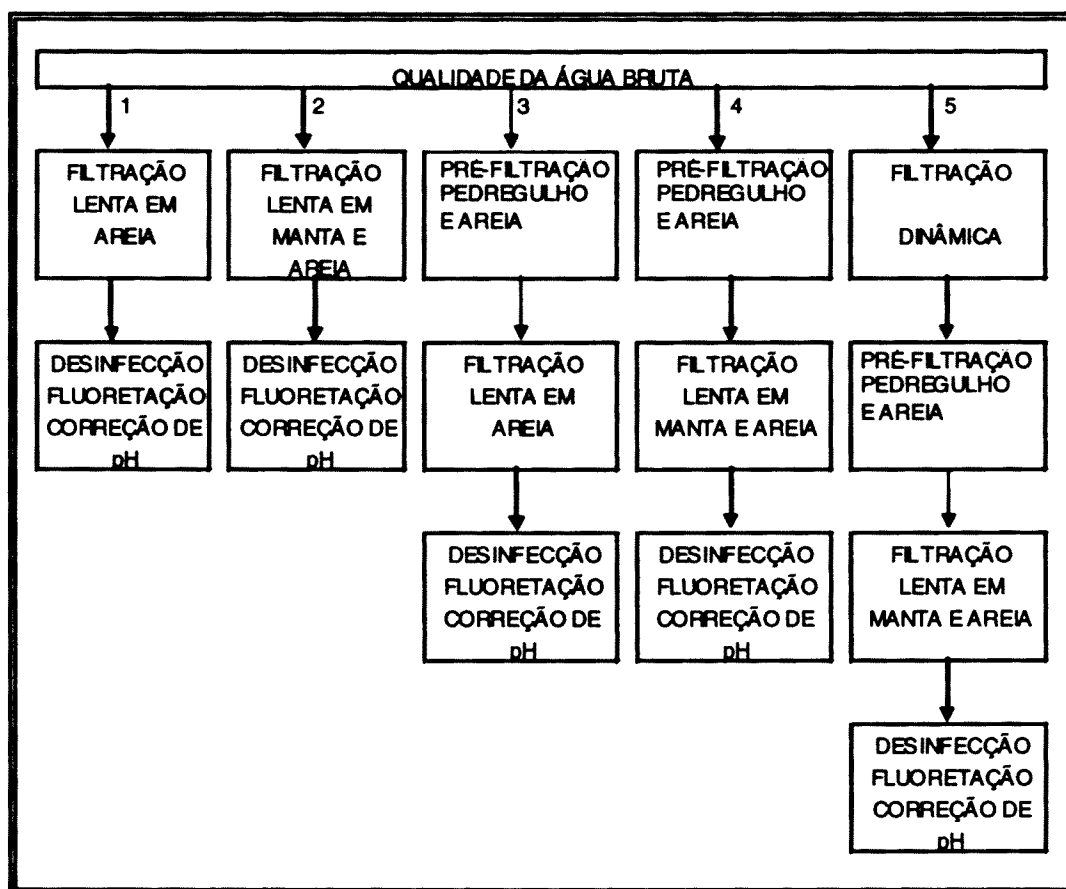 QUALIDADE DA ÁGUA BRUTA
1
2
3
4
5
FILTRAÇÃO
LENTA EM
AREIA
FILTRAÇÃO
LENTA EM
MANTA E
AREIA
PRÉ-FILTRAÇÃO
PEDREGULHO
E AREIA
PRÉ-FILTRAÇÃO
PEDREGULHO
E AREIA
FILTRAÇÃO
DINÂMICA
DESINFECÇÃO
FLUORETAÇÃO
CORREÇÃO DE
pH
DESINFECÇÃO
FLUORETAÇÃO
CORREÇÃO DE
pH
FILTRAÇÃO
LENTA EM
AREIA
FILTRAÇÃO
LENTA EM
MANTA E AREIA
PRÉ-FILTRAÇÃO
PEDREGULHO
E AREIA
DESINFECÇÃO
FLUORETAÇÃO
CORREÇÃO DE
pH
DESINFECÇÃO
FLUORETAÇÃO
CORREÇÃO DE
pH
FILTRAÇÃO
LENTA EM
MANTA E AREIA
DESINFECÇÃO
FLUORETAÇÃO
CORREÇÃO DE
pH